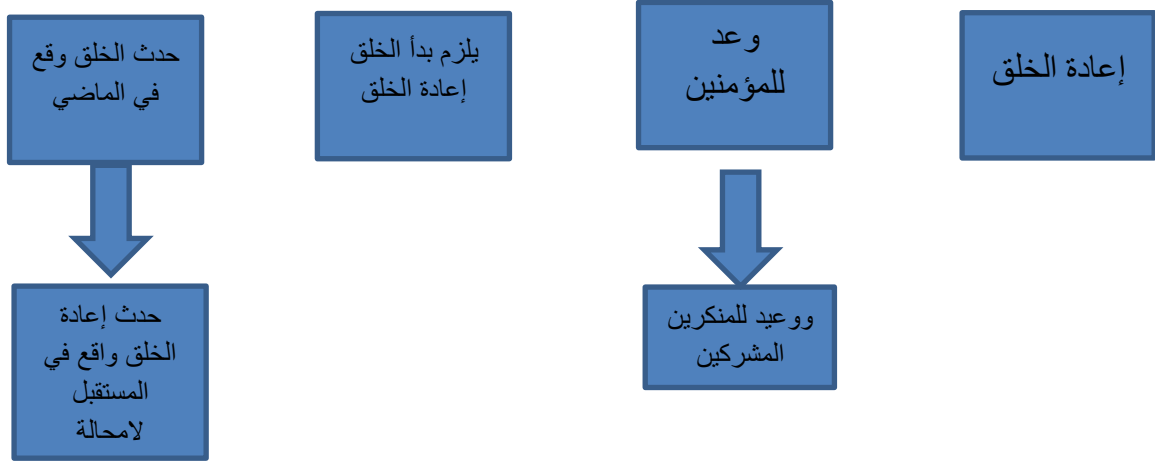 إعادة الخلق
وعد
للمؤمنين
يلزم بدأ الخلق
إعادة الخلق
حدث الخلق وقع
في الماضي
ووعيد للمنكرين
المشركين
حدث إعادة
الخلق واقع في
المستقبل
لامحالة